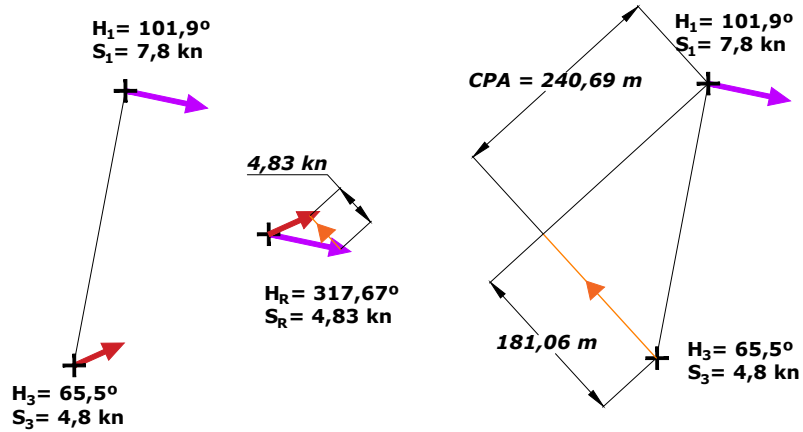 H₁= 101,9º
S₁= 7,8 kn
H₃= 65,5º
S₃= 4,8 kn
4,83 kn
H_R= 317,67º
S_R= 4,83 kn
H₁= 101,9º
S₁= 7,8 kn
CPA = 240,69 m
181,06 m
H₃= 65,5º
S₃= 4,8 kn